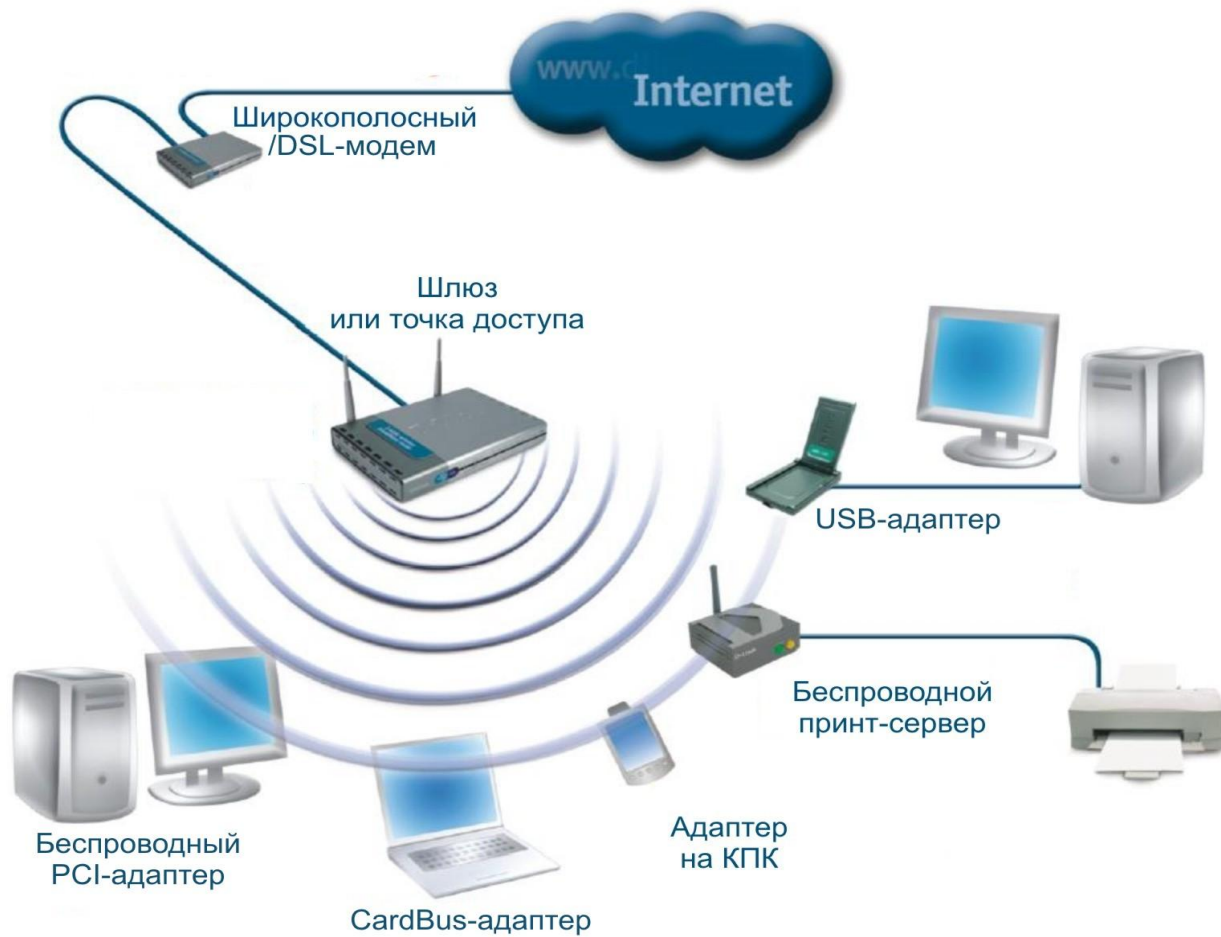 www.d
Internet
Широкополосный
/DSL-модем
Шлюз
или точка доступа
USB-адаптер
Беспроводной
принт-сервер
Беспроводный
PCI-адаптер
Адаптер
на КПК
CardBus-адаптер